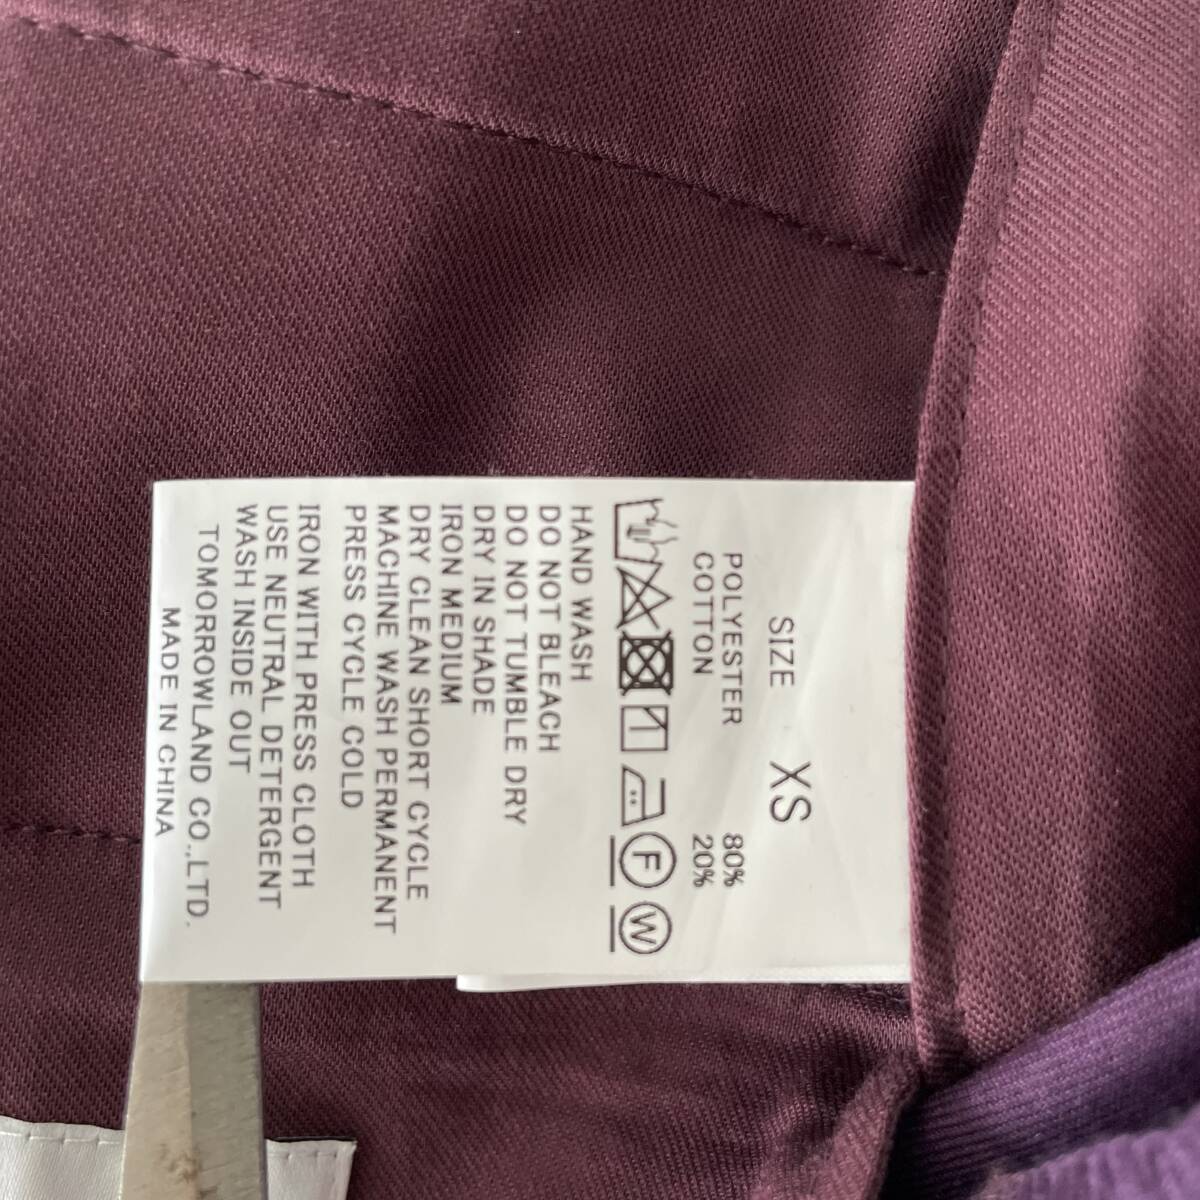 SIZE XS
POLYESTER 80%
COTTON 20%
F W
HAND WASH
DO NOT BLEACH
DO NOT TUMBLE DRY
DRY IN SHADE
IRON MEDIUM
DRY CLEAN SHORT CYCLE
MACHINE WASH PERMANENT
PRESS CYCLE COLD
IRON WITH PRESS CLOTH
USE NEUTRAL DETERGENT
WASH INSIDE OUT
TOMORROWLAND CO.,LTD.
MADE IN CHINA